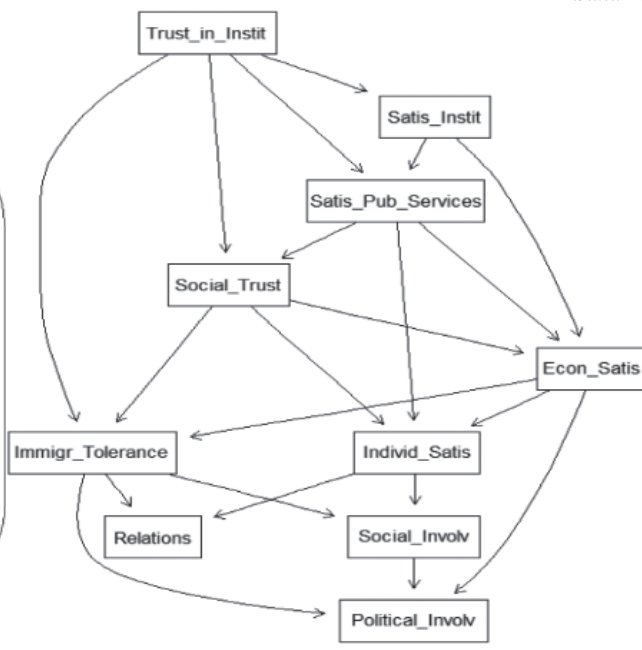 Trust_in_Instit
Satis_Instit
Satis_Pub_Services
Social_Trust
Econ_Satis
Immigr_Tolerance
Individ_Satis
Relations
Social_Involv
Political_Involv